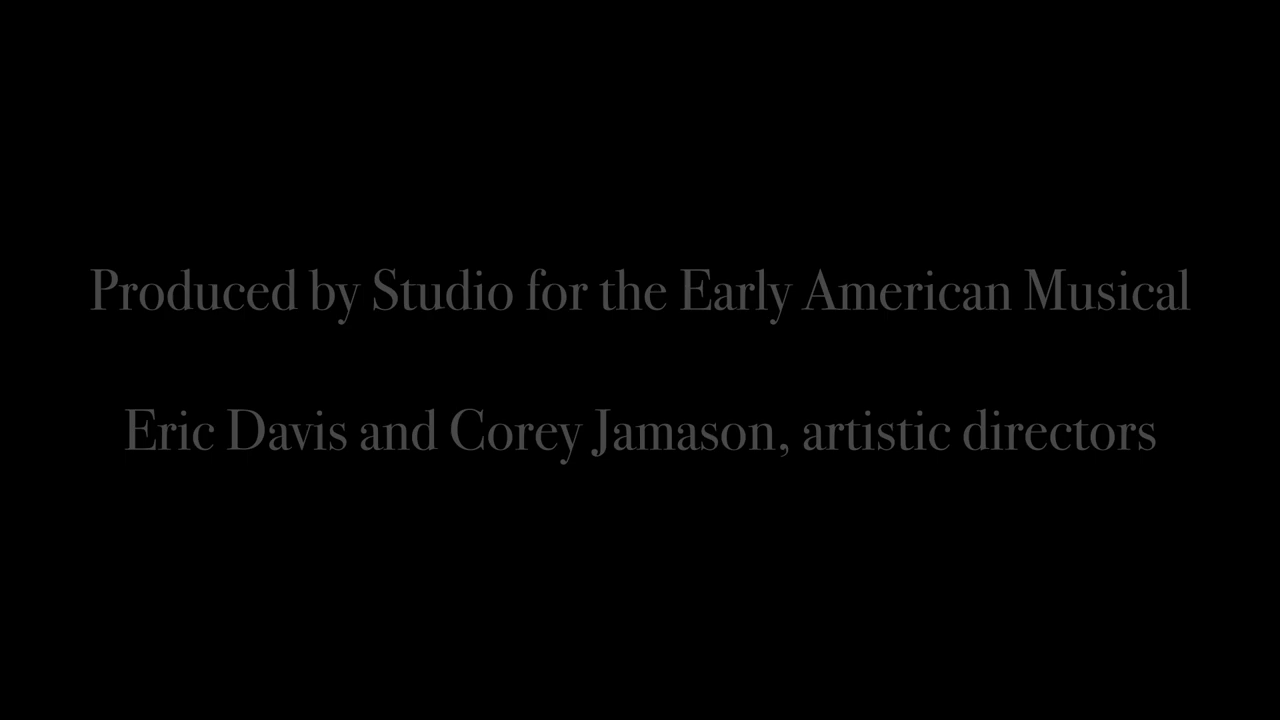 Produced by Studio for the Early American Musical
Eric Davis and Corey Jamason, artistic directors